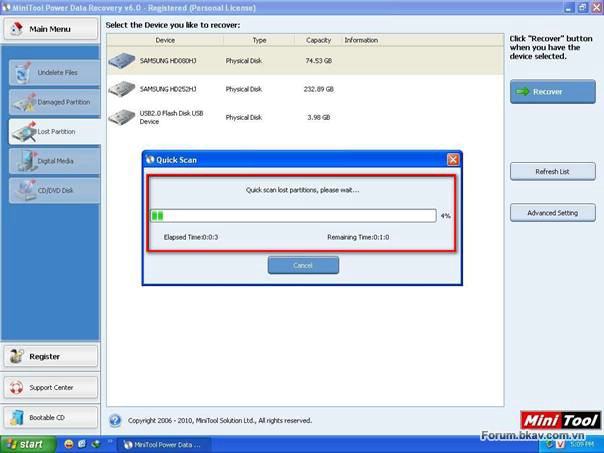 MiniTool Power Data Recovery v6.0 - Registered (Personal License)
Main Menu
Undelete Files
Damaged Partition
Lost Partition
Digital Media
CD/DVD Disk
Register
Support Center
Bootable CD
Select the Device you like to recover:
Device Type Capacity Information
SAMSUNG HD080HJ Physical Disk 74.53 GB
SAMSUNG HD252HJ Physical Disk 232.89 GB
USB2.0 Flash Disk USB Physical Disk 3.98 GB
Device
Quick Scan
Quick scan lost partitions, please wait...
4%
Elapsed Time:0:0:3 Remaining Time:0:1:0
Cancel
Click "Recover" button
when you have the
device selected.
Recover
Refresh List
Advanced Setting
Copyright 2006 - 2010, MiniTool Solution Ltd., All rights reserved.
Mini Tool
Forum.bkav.com.vn
start
MiniTool Power Data ...
5:09 PM